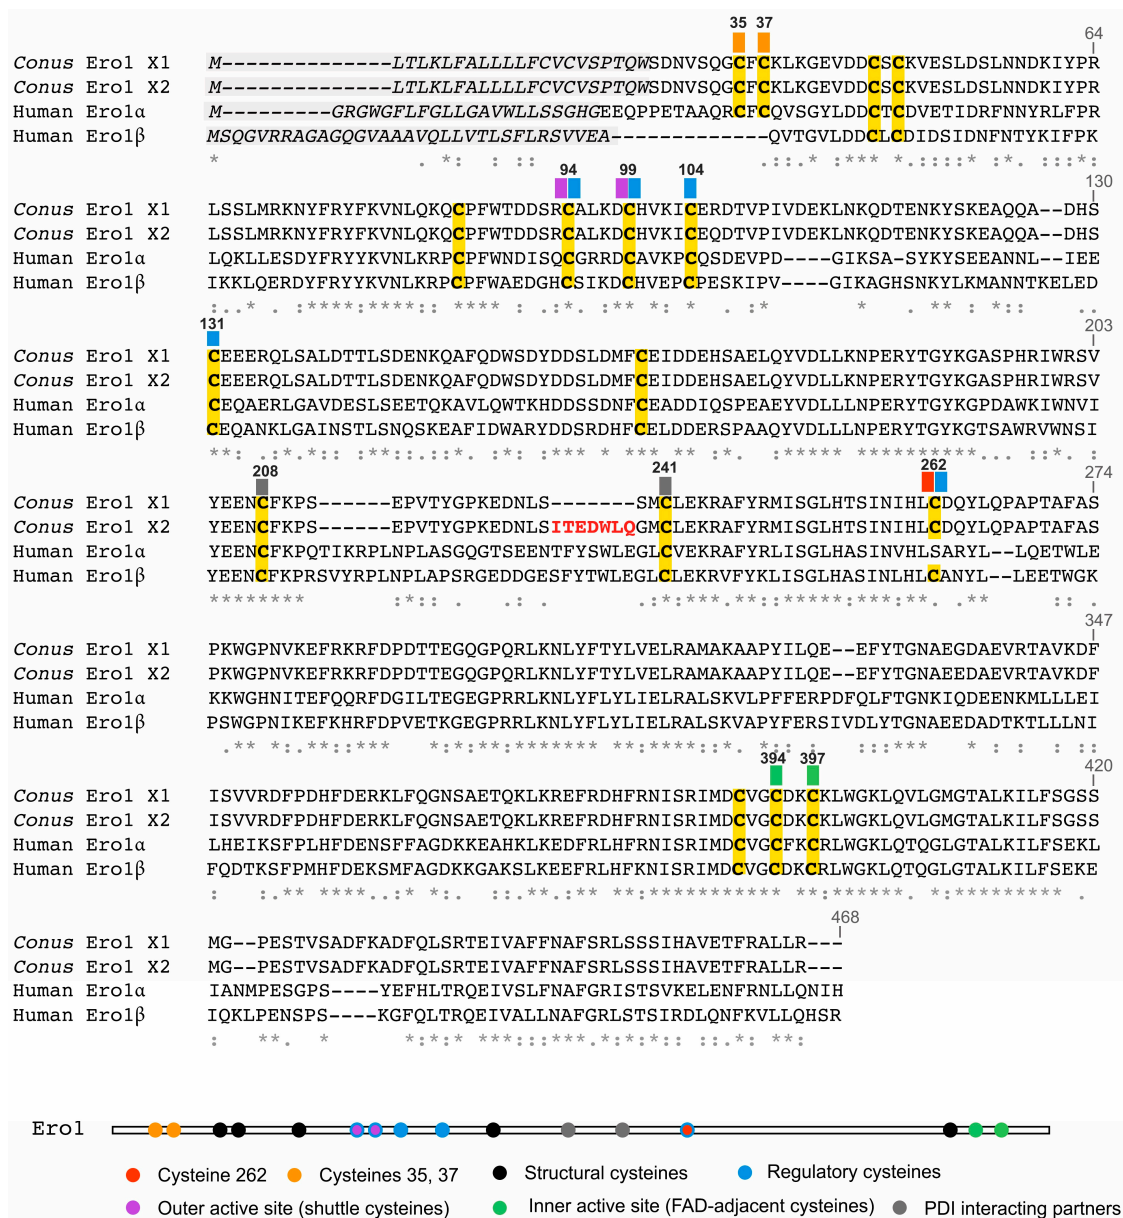 35 37
64
Conus Ero1 X1 M--------------LTLKLFALLLLFCVCVSPTQWSDNVSQGCFCKLKGEVDDCSCKVESLDSLNNDKIYPR
Conus Ero1 X2 M--------------LTLKLFALLLLFCVCVSPTQWSDNVSQGCFCKLKGEVDDCSCKVESLDSLNNDKIYPR
Human Ero1α M---------GRGWGFLFGLLGAVWLLSSGHGEEQPPETAAQRCFCQVSGYLDDCTCDVETIDRFNNYRLFPR
Human Ero1β MSQGVRRAGAGQGVAAAVQLLVTLSFLRSVVEA-------------QVTGVLDDCLCDIDSIDNFNTYKIFPK
94 99 104
130
Conus Ero1 X1 LSSLMRKNYFRYFKVNLQKQCPFWTDDSRCALKDCHVKICERDTVPIVDEKLNKQDTENKYSKEAQQA--DHS
Conus Ero1 X2 LSSLMRKNYFRYFKVNLQKQCPFWTDDSRCALKDCHVKICEQDTVPIVDEKLNKQDTENKYSKEAQQA--DHS
Human Ero1α LQKLLESDYFRYYKVNLKRPCPFWNDISQCGRRDCAVKPCQSDEVPD----GIKSA-SYKYSEEANNL--IEE
Human Ero1β IKKLQERDYFRYYKVNLKRPCPFWAEDGHCSIKDCHVEPCPESKIPV----GIKAGHSNKYLKMANNTKELED
131
203
Conus Ero1 X1 CEEERQLSALDTTLSDENKQAFQDWSDYDDSLDMFCEIDDEHSAELQYVDLLKNPERYTGYKGASPHRIWRSV
Conus Ero1 X2 CEEERQLSALDTTLSDENKQAFQDWSDYDDSLDMFCEIDDEHSAELQYVDLLKNPERYTGYKGASPHRIWRSV
Human Ero1α CEQAERLGAVDESLSEETQKAVLQWTKHDDSSDNFCEADDIQSPEAEYVDLLLNPERYTGYKGPDAWKIWNVI
Human Ero1β CEQANKLGAINSTLSNQSKEAFIDWARYDDSRDHFCELDDERSPAAQYVDLLLNPERYTGYKGTSAWRVWNSI
208 241 262
274
Conus Ero1 X1 YEENCFKPS------EPVTYGPKEDNLS-------SMCLEKRAFYRMISGLHTSINIHLCDQYLQPAPTAFAS
Conus Ero1 X2 YEENCFKPS------EPVTYGPKEDNLSITEDWLQGMCLEKRAFYRMISGLHTSINIHLCDQYLQPAPTAFAS
Human Ero1α YEENCFKPQTIKRPLNPLASGQGTSEENTFYSWLEGLCVEKRAFYRLISGLHASINVHLSARYL--LQETWLE
Human Ero1β YEENCFKPRSVYRPLNPLAPSRGEDDGESFYTWLEGLCLEKRVFYKLISGLHASINLHLCANYL--LEETWGK
347
Conus Ero1 X1 PKWGPNVKEFRKRFDPDTTEGQGPQRLKNLYFTYLVELRAMAKAAPYILQE--EFYTGNAEGDAEVRTAVKDF
Conus Ero1 X2 PKWGPNVKEFRKRFDPDTTEGQGPQRLKNLYFTYLVELRAMAKAAPYILQE--EFYTGNAEEDAEVRTAVKDF
Human Ero1α KKWGHNITEFQQRFDGILTEGEGPRRLKNLYFLYLIELRALSKVLPFFERPDFQLFTGNKIQDEENKMLLLEI
Human Ero1β PSWGPNIKEFKHRFDPVETKGEGPRRLKNLYFLYLIELRALSKVAPYFERSIVDLYTGNAEEDADTKTLLLNI
394 397
420
Conus Ero1 X1 ISVVRDFPDHFDERKLFQGNSAETQKLKREFRDHFRNISRIMDCVGCDKCKLWGKLQVLGMGTALKILFSGSS
Conus Ero1 X2 ISVVRDFPDHFDERKLFQGNSAETQKLKREFRDHFRNISRIMDCVGCDKCKLWGKLQVLGMGTALKILFSGSS
Human Ero1α LHEIKSFPLHFDENSFFAGDKKEAHKLKEDFRLHFRNISRIMDCVGCFKCRLWGKLQTQGLGTALKILFSEKL
Human Ero1β FQDTKSFPMHFDEKSMFAGDKKGAKSLKEEFRLHFKNISRIMDCVGCDKCRLWGKLQTQGLGTALKILFSEKE
468
Conus Ero1 X1 MG--PESTVSADFKADFQLSRTEIVAFFNAFSRLSSSIHAVETFRALLR---
Conus Ero1 X2 MG--PESTVSADFKADFQLSRTEIVAFFNAFSRLSSSIHAVETFRALLR---
Human Ero1α IANMPESGPS----YEFHLTRQEIVSLFNAFGRISTSVKELENFRNLLQNIH
Human Ero1β IQKLPENSPS----KGFQLTRQEIVALLNAFGRLSTSIRDLQNFKVLLQHSR
Ero1
Cysteine 262 Cysteines 35, 37 Structural cysteines Regulatory cysteines
Outer active site (shuttle cysteines) Inner active site (FAD-adjacent cysteines) PDI interacting partners